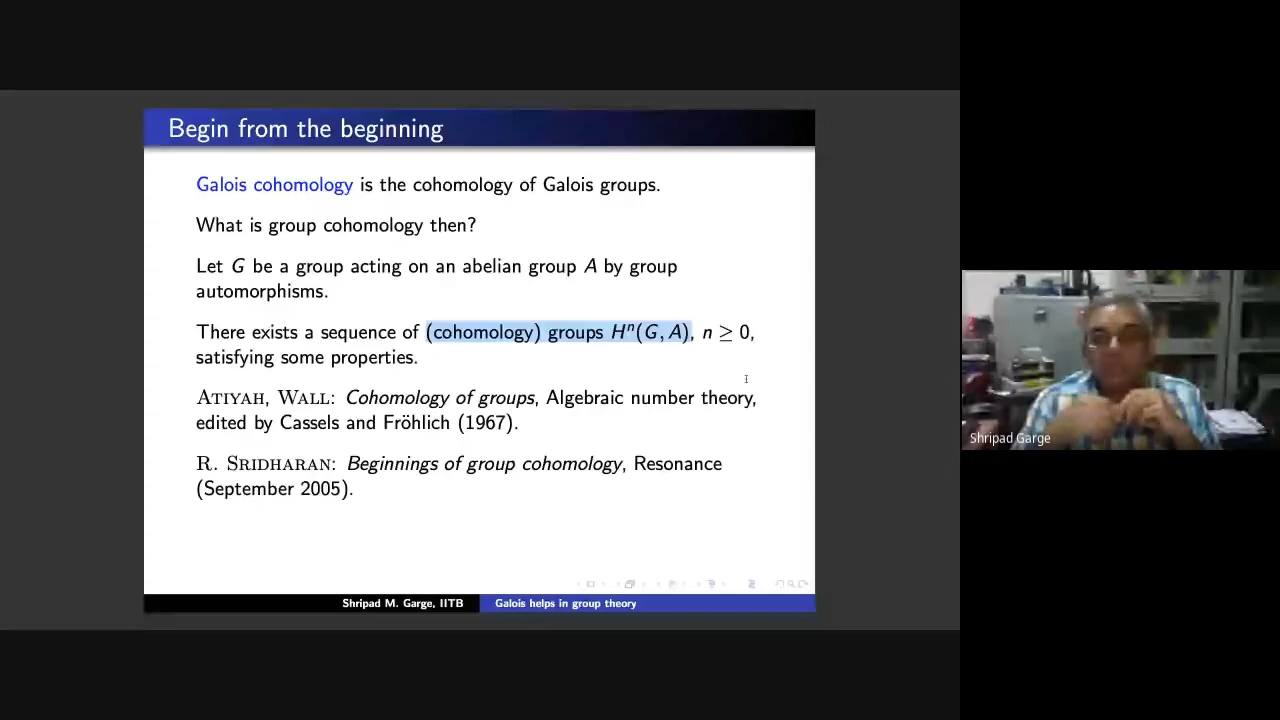 Begin from the beginning
Galois cohomology is the cohomology of Galois groups.
What is group cohomology then?
Let G be a group acting on an abelian group A by group
automorphisms.
There exists a sequence of (cohomology) groups Hⁿ(G, A), n ≥ 0,
satisfying some properties.
ATIYAH, WALL: Cohomology of groups, Algebraic number theory,
edited by Cassels and Fröhlich (1967).
R. SRIDHARAN: Beginnings of group cohomology, Resonance
(September 2005).
Shripad M. Garge, IITB
Galois helps in group theory
Shripad Garge